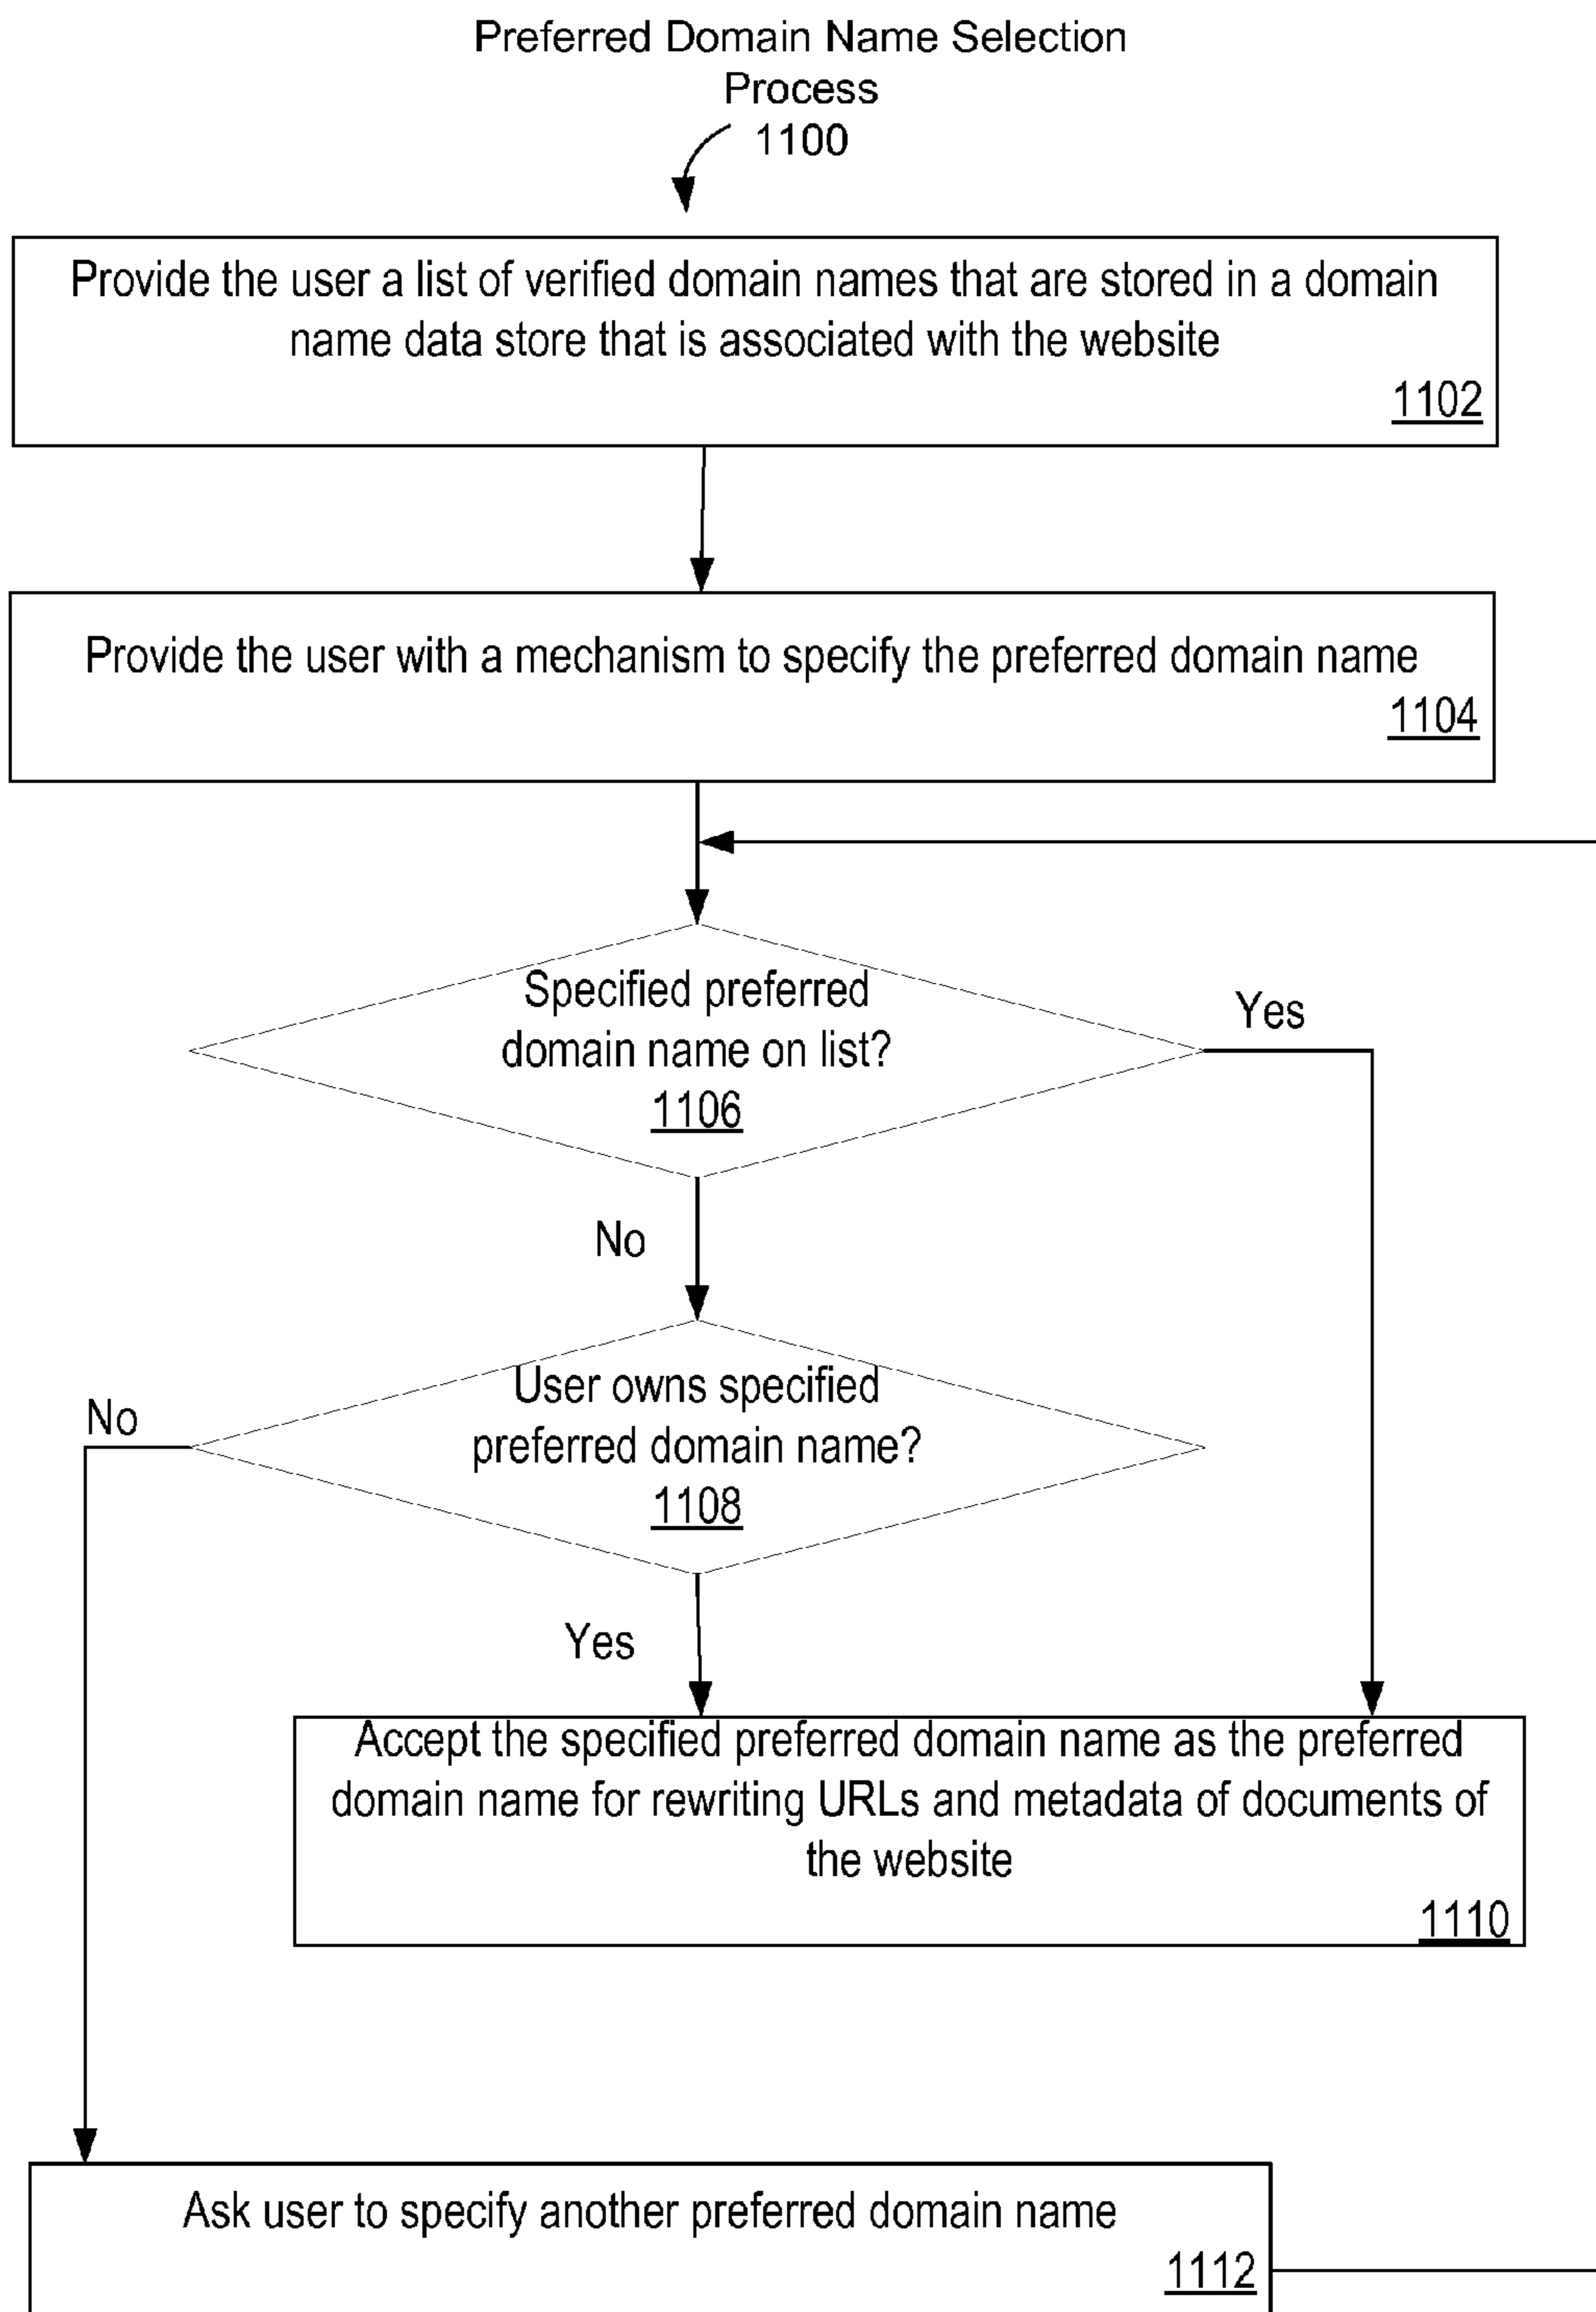 Preferred Domain Name Selection
Process
1100
Provide the user a list of verified domain names that are stored in a domain
name data store that is associated with the website
1102
Provide the user with a mechanism to specify the preferred domain name
1104
Specified preferred
domain name on list?
1106
Yes
No
User owns specified
preferred domain name?
1108
No
Yes
Accept the specified preferred domain name as the preferred
domain name for rewriting URLs and metadata of documents of
the website
1110
Ask user to specify another preferred domain name
1112